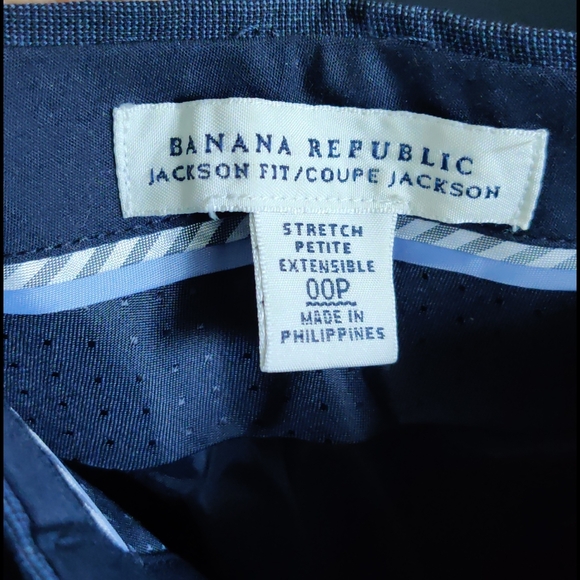 BANANA REPUBLIC
JACKSON FIT/COUPE JACKSON
STRETCH
PETITE
EXTENSIBLE
00P
MADE IN
PHILIPPINES